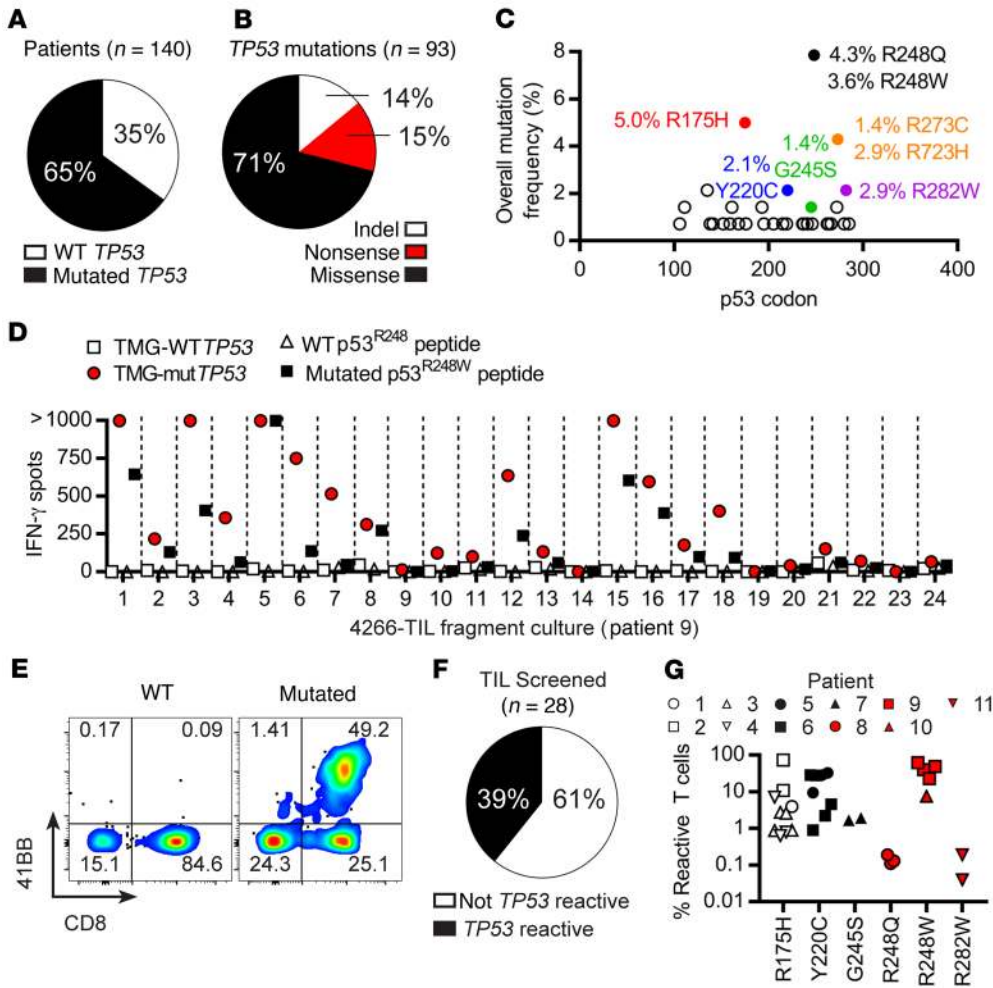 A
Patients (n = 140)
35%
65%
WT TP53
Mutated TP53
B
TP53 mutations (n = 93)
14%
15%
71%
Indel
Nonsense
Missense
C
Overall mutation
frequency (%)
8
6
4
2
0
4.3% R248Q
3.6% R248W
5.0% R175H
1.4% R273C
2.9% R723H
1.4%
G245S
2.1%
Y220C
2.9% R282W
0 100 200 300 400
p53 codon
D
TMG-WT TP53
TMG-mutTP53
WT p53R248 peptide
Mutated p53R248W peptide
IFN-γ spots
> 1000
750
500
250
0
1 2 3 4 5 6 7 8 9 10 11 12 13 14 15 16 17 18 19 20 21 22 23 24
4266-TIL fragment culture (patient 9)
E
WT
Mutated
0.17 0.09
15.1 84.6
1.41 49.2
24.3 25.1
41BB
CD8
F
TIL Screened
(n = 28)
39%
61%
Not TP53 reactive
TP53 reactive
G
Patient
1 3 5 7 9 11
2 4 6 8 10
% Reactive T cells
100
10
1
0.1
0.01
R175H
Y220C
G245S
R248Q
R248W
R282W